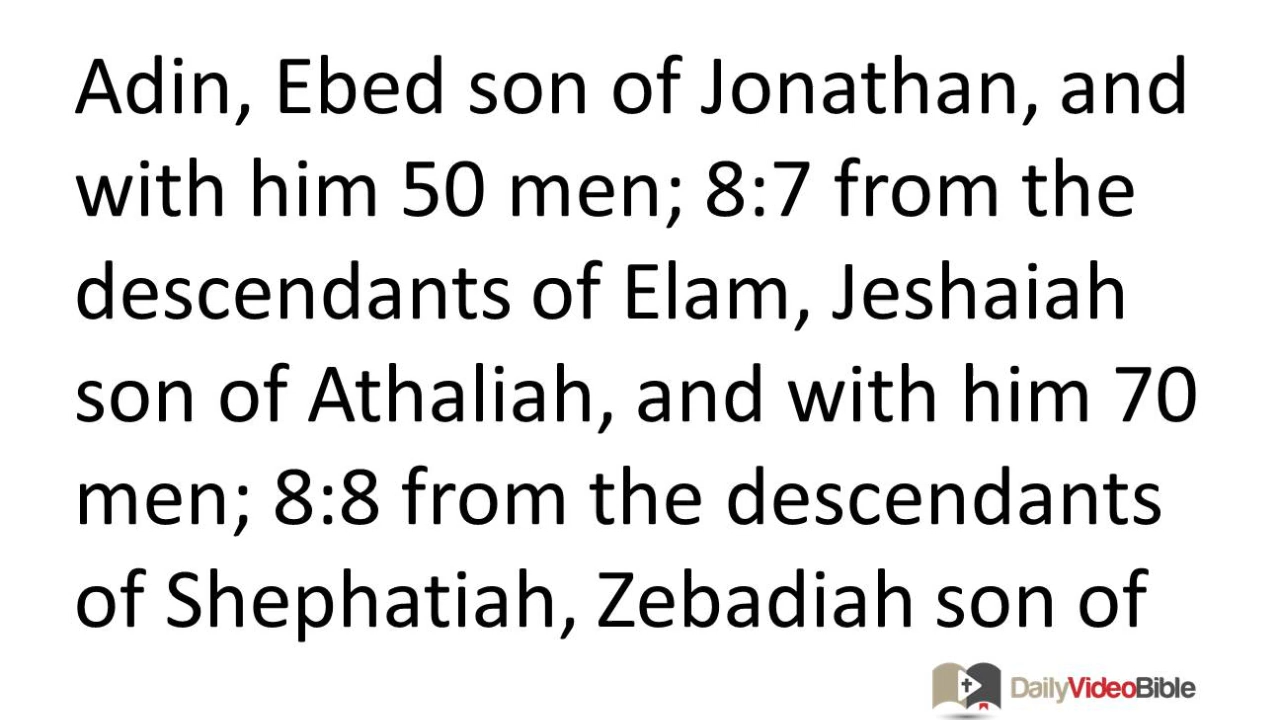 Adin, Ebed son of Jonathan, and
with him 50 men; 8:7 from the
descendants of Elam, Jeshaiah
son of Athaliah, and with him 70
men; 8:8 from the descendants
of Shephatiah, Zebadiah son of
DailyVideoBible